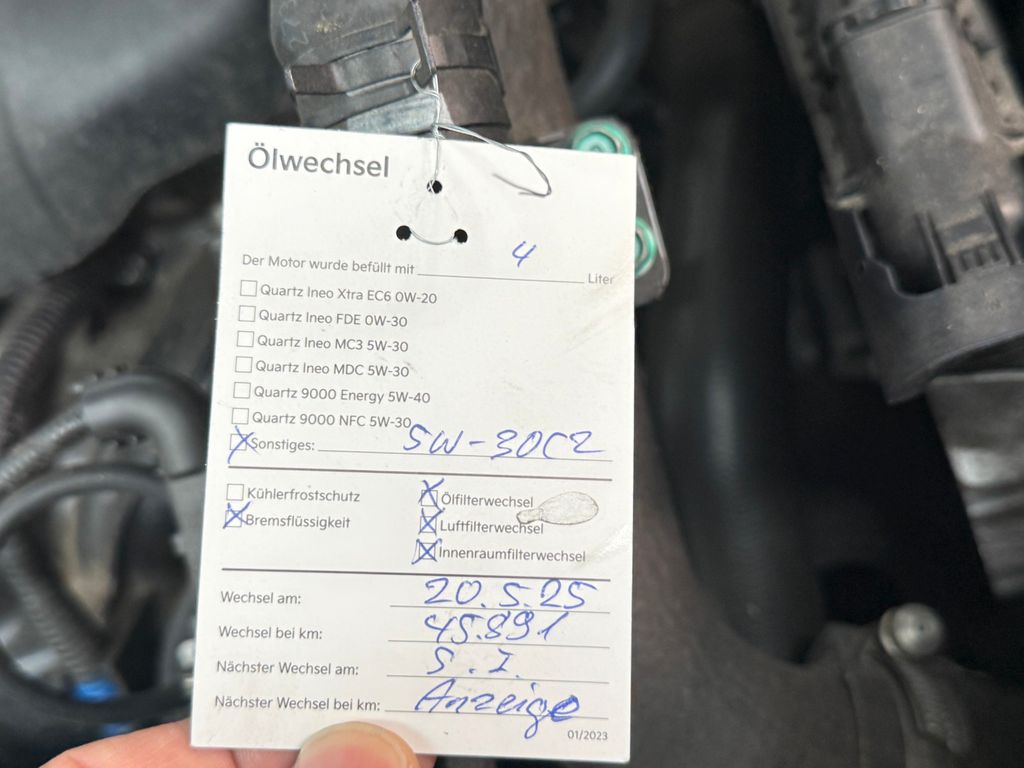 Ölwechsel
Der Motor wurde befüllt mit 4 Liter
Quartz Ineo Xtra EC6 0W-20
Quartz Ineo FDE 0W-30
Quartz Ineo MC3 5W-30
Quartz Ineo MDC 5W-30
Quartz 9000 Energy 5W-40
Quartz 9000 NFC 5W-30
Sonstiges: 5W-30C2
Kühlerfrostschutz
Bremsflüssigkeit
Ölfilterwechsel
Luftfilterwechsel
Innenraumfilterwechsel
Wechsel am: 20.5.25
Wechsel bei km: 45.891
Nächster Wechsel am: S.I.
Nächster Wechsel bei km: Anzeige
01/2023